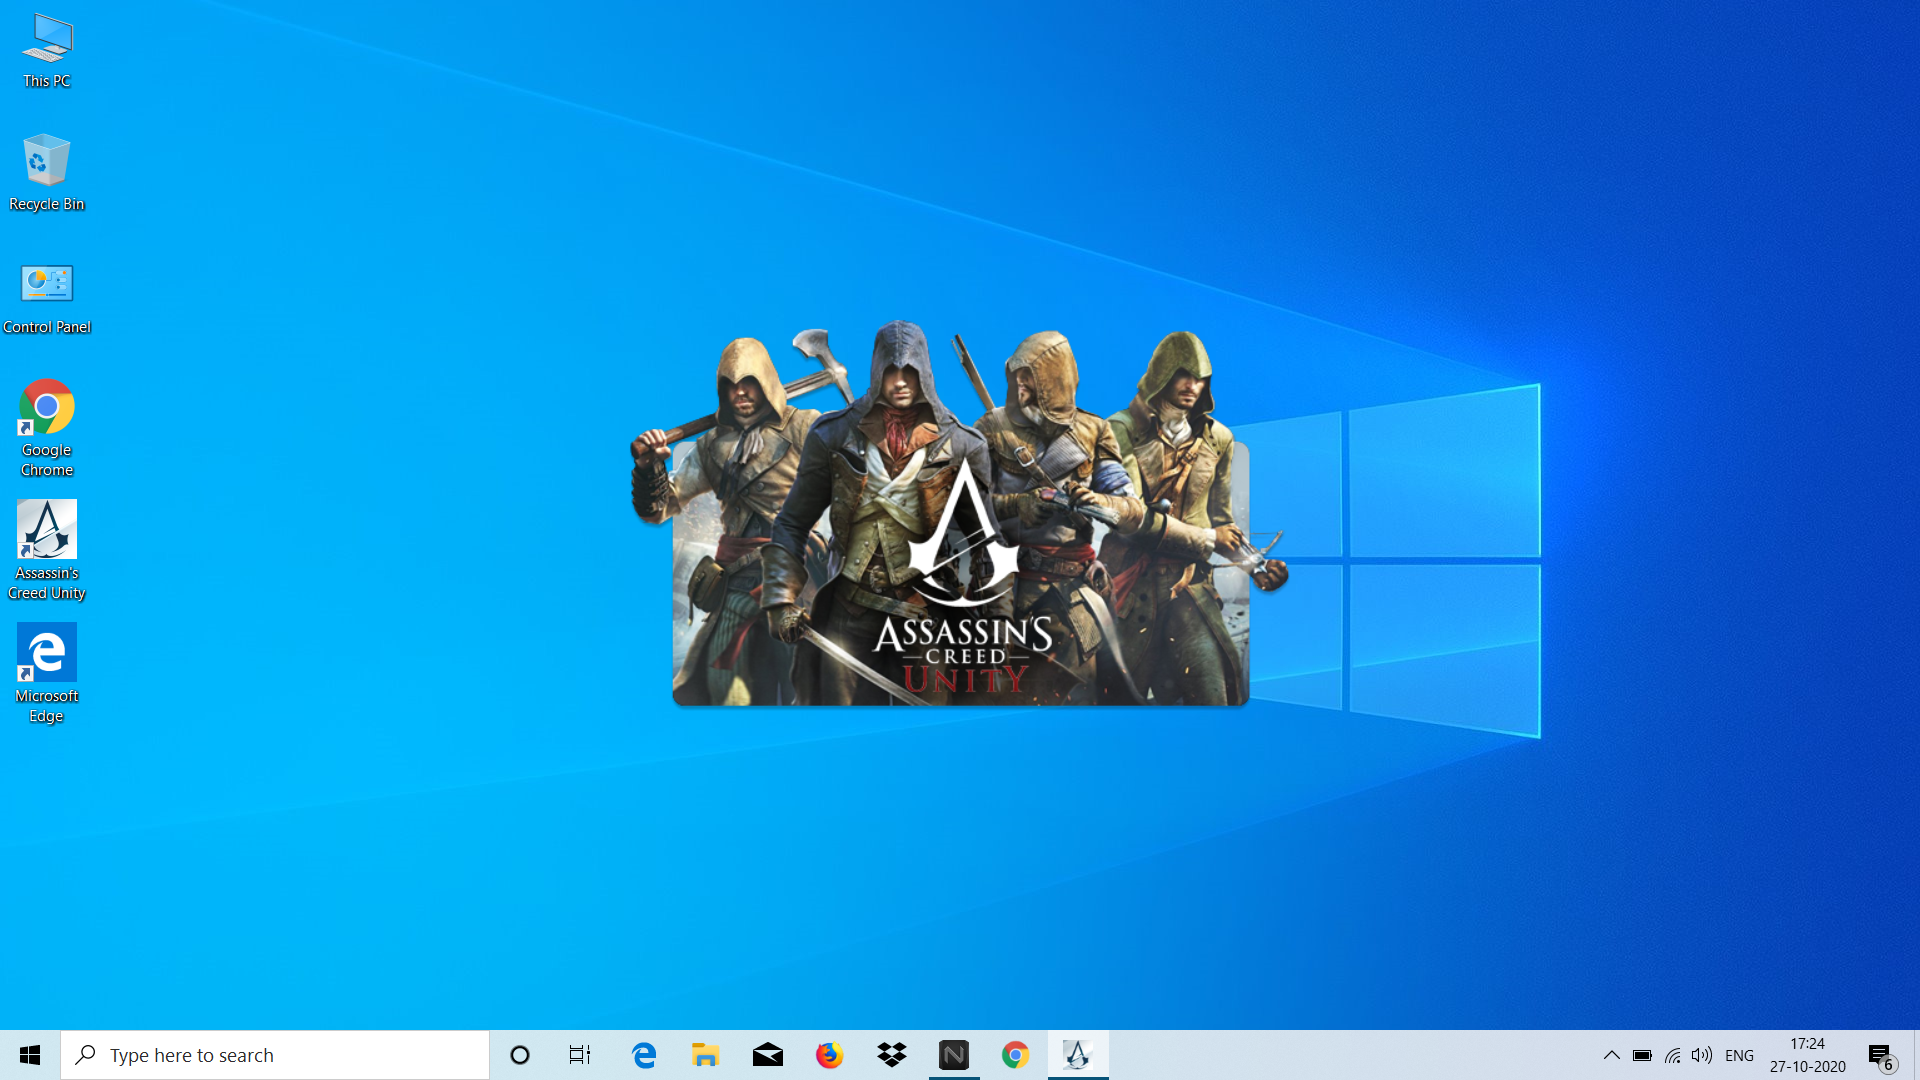 This PC
Recycle Bin
Control Panel
Google
Chrome
Assassin's
Creed Unity
Microsoft
Edge
ASSASSIN'S
CREED
UNITY
Type here to search
N
ENG
17:24
27-10-2020
6